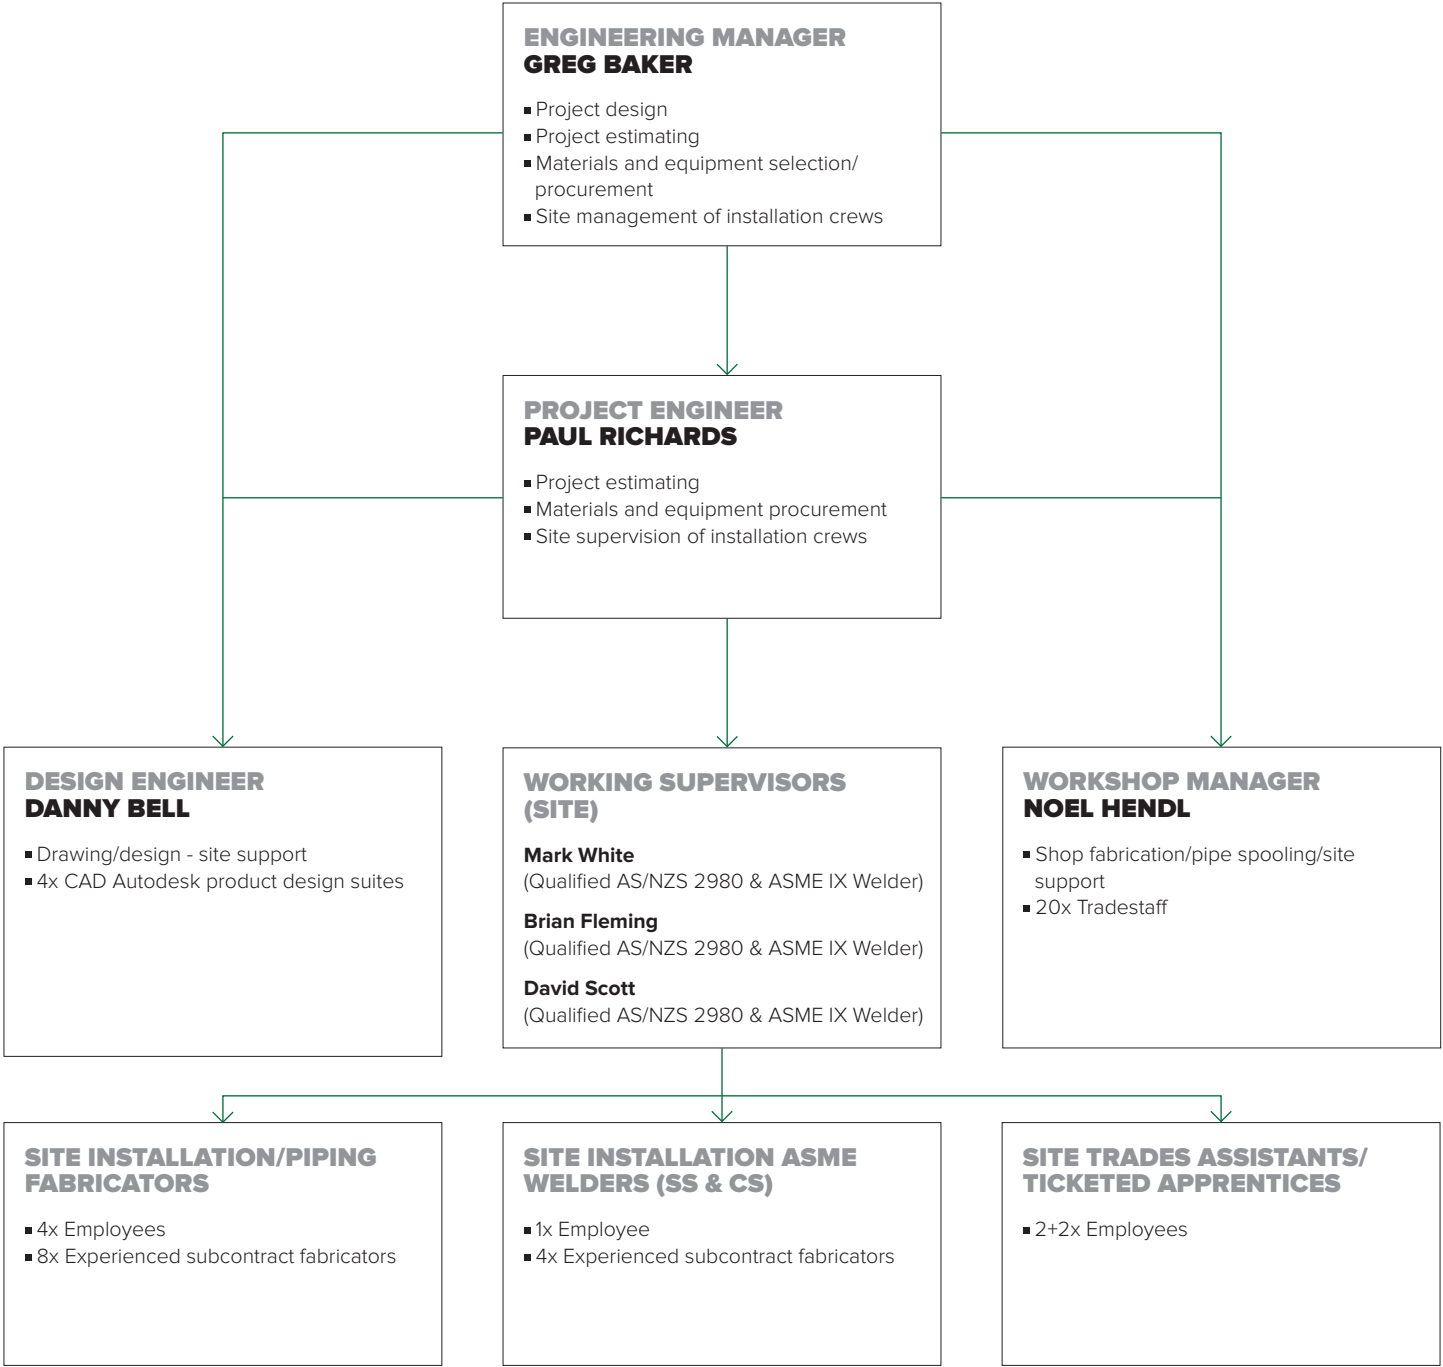 ENGINEERING MANAGER
GREG BAKER
▪ Project design
▪ Project estimating
▪ Materials and equipment selection/
procurement
▪ Site management of installation crews
PROJECT ENGINEER
PAUL RICHARDS
▪ Project estimating
▪ Materials and equipment procurement
▪ Site supervision of installation crews
DESIGN ENGINEER
DANNY BELL
▪ Drawing/design - site support
▪ 4x CAD Autodesk product design suites
WORKING SUPERVISORS
(SITE)
Mark White
(Qualified AS/NZS 2980 & ASME IX Welder)
Brian Fleming
(Qualified AS/NZS 2980 & ASME IX Welder)
David Scott
(Qualified AS/NZS 2980 & ASME IX Welder)
WORKSHOP MANAGER
NOEL HENDL
▪ Shop fabrication/pipe spooling/site
support
▪ 20x Tradestaff
SITE INSTALLATION/PIPING
FABRICATORS
▪ 4x Employees
▪ 8x Experienced subcontract fabricators
SITE INSTALLATION ASME
WELDERS (SS & CS)
▪ 1x Employee
▪ 4x Experienced subcontract fabricators
SITE TRADES ASSISTANTS/
TICKETED APPRENTICES
▪ 2+2x Employees